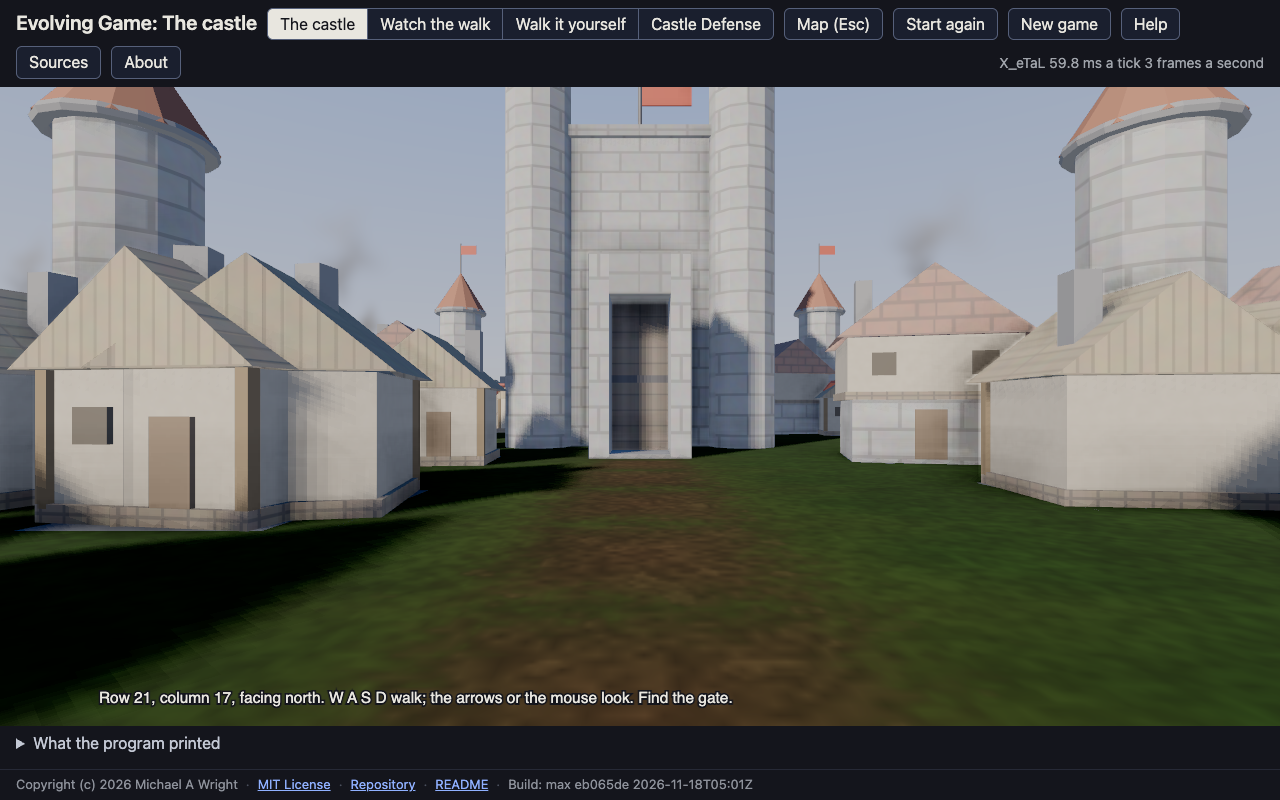 Evolving Game: The castle The castle Watch the walk Walk it yourself Castle Defense Map (Esc) Start again New game Help
Sources About X_eTaL 59.8 ms a tick 3 frames a second
Row 21, column 17, facing north. W A S D walk; the arrows or the mouse look. Find the gate.
What the program printed
Copyright (c) 2026 Michael A Wright · MIT License · Repository · README · Build: max eb065de 2026-11-18T05:01Z